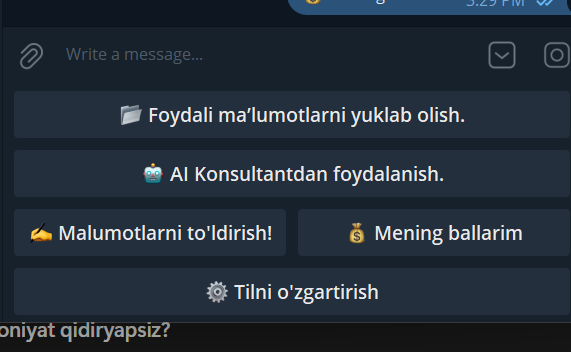 3:29 PM
Write a message...
Foydali ma’lumotlarni yuklab olish.
AI Konsultantdan foydalanish.
Malumotlarni to'ldirish!
Mening ballarim
Tilni o'zgartirish
oniyat qidiryapsiz?